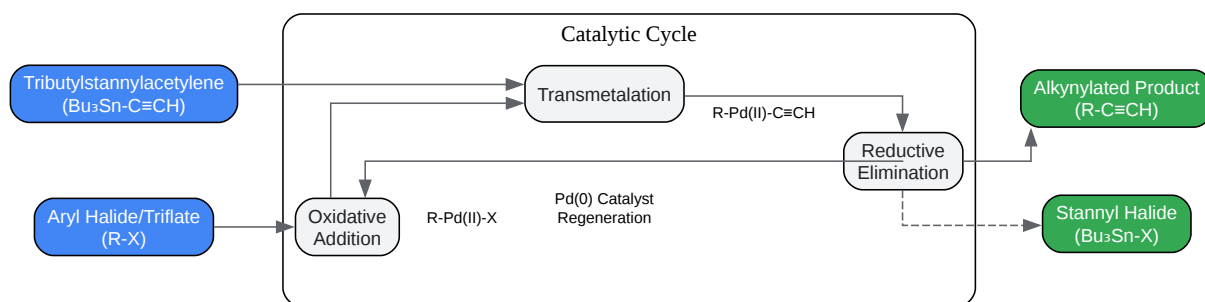 Catalytic Cycle
Tributylstannylacetylene
(Bu₃Sn-C≡CH)
Transmetalation
R-Pd(II)-C≡CH
Alkynylated Product
(R-C≡CH)
Reductive
Elimination
Aryl Halide/Triflate
(R-X)
Oxidative
Addition
R-Pd(II)-X
Pd(0) Catalyst
Regeneration
Stannyl Halide
(Bu₃Sn-X)